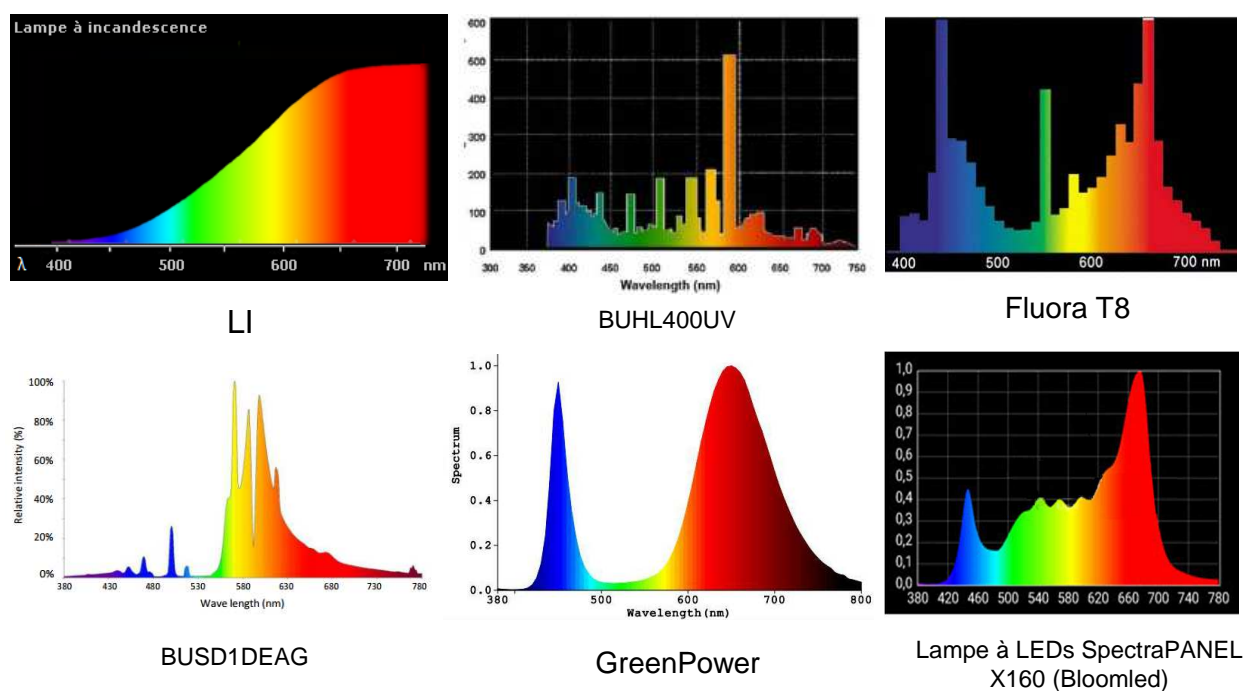 Lampe à incandescence
λ 400 500 600 700 nm
LI
600
600
400
300
200
100
0
300 350 400 450 500 550 600 650 700 750
Wavelength (nm)
BUHL400UV
400 500 600 700 nm
Fluora T8
Relative intensity (%)
100%
80%
60%
40%
20%
0%
380 430 480 530 580 630 680 730 780
Wave length (nm)
BUSD1DEAG
Spectrum
1.0
0.8
0.6
0.4
0.2
0.0
380 500 600 700 800
Wavelength(nm)
GreenPower
1,0
0,9
0,8
0,7
0,6
0,5
0,4
0,3
0,2
0,1
0,0
380 420 460 500 540 580 620 660 700 740 780
Lampe à LEDs SpectraPANEL
X160 (Bloomled)